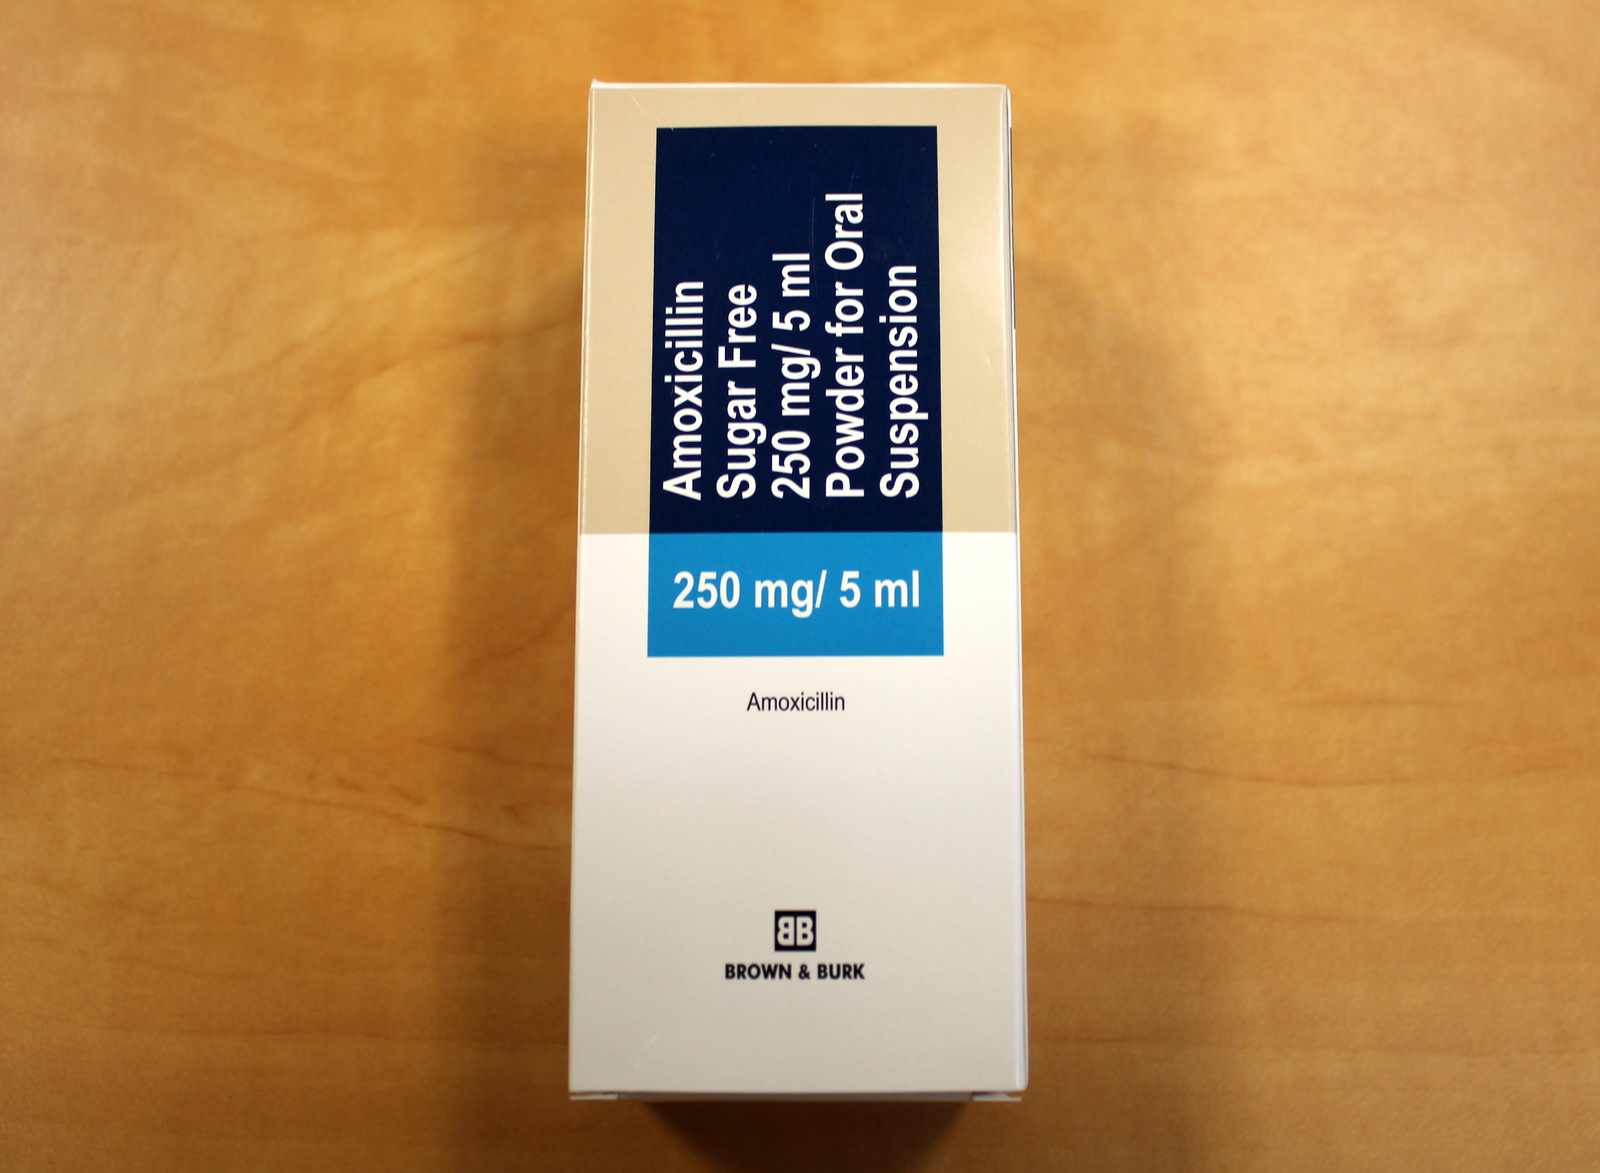 Amoxicillin
Sugar Free
250 mg/ 5 ml
Powder for Oral
Suspension
250 mg/ 5 ml
Amoxicillin
BB
BROWN & BURK